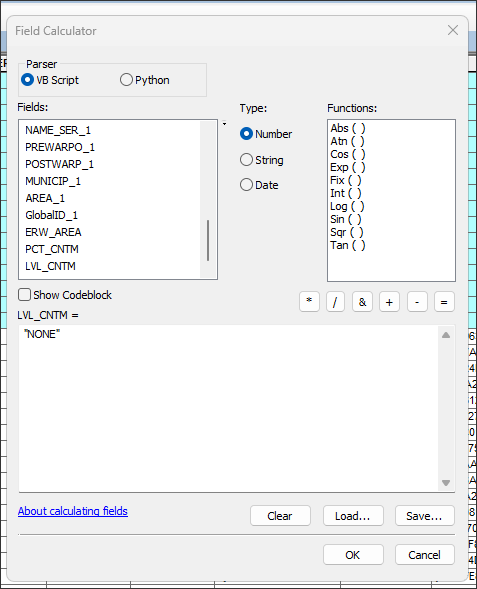 Field Calculator
Parser
VB Script
Python
Fields:
Type:
Functions:
NAME_SER_1
PREWARPO_1
POSTWARP_1
MUNICIP_1
AREA_1
GlobalID_1
ERW_AREA
PCT_CNTM
LVL_CNTM
Number
String
Date
Abs ( )
Atn ( )
Cos ( )
Exp ( )
Fix ( )
Int ( )
Log ( )
Sin ( )
Sqr ( )
Tan ( )
Show Codeblock
* / & + - =
LVL_CNTM =
"NONE"
About calculating fields
Clear
Load...
Save...
OK
Cancel